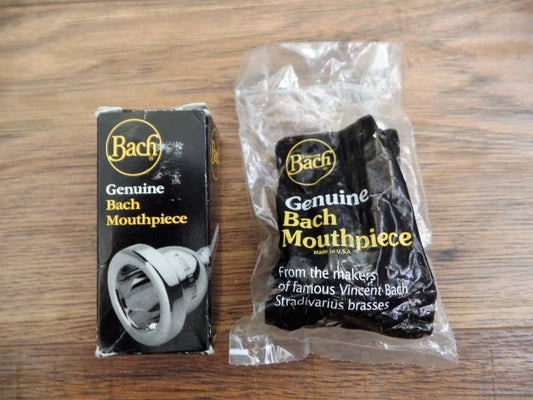 Bach
Genuine
Bach
Mouthpiece
Vincent
Bach
Genuine
Bach
Mouthpiece
Made in U.S.A.
From the makers
of famous Vincent Bach
Stradivarius brasses